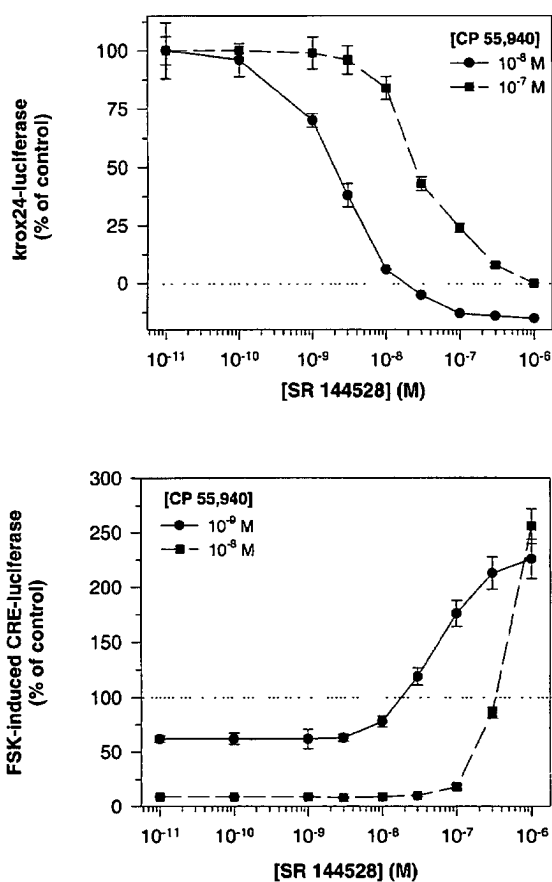 krox24-luciferase
(% of control)
100
75
50
25
0
[CP 55,940]
10⁻⁸ M
10⁻⁷ M
10⁻¹¹ 10⁻¹⁰ 10⁻⁹ 10⁻⁸ 10⁻⁷ 10⁻⁶
[SR 144528] (M)
FSK-induced CRE-luciferase
(% of control)
300
250
200
150
100
50
0
[CP 55,940]
10⁻⁹ M
10⁻⁸ M
10⁻¹¹ 10⁻¹⁰ 10⁻⁹ 10⁻⁸ 10⁻⁷ 10⁻⁶
[SR 144528] (M)